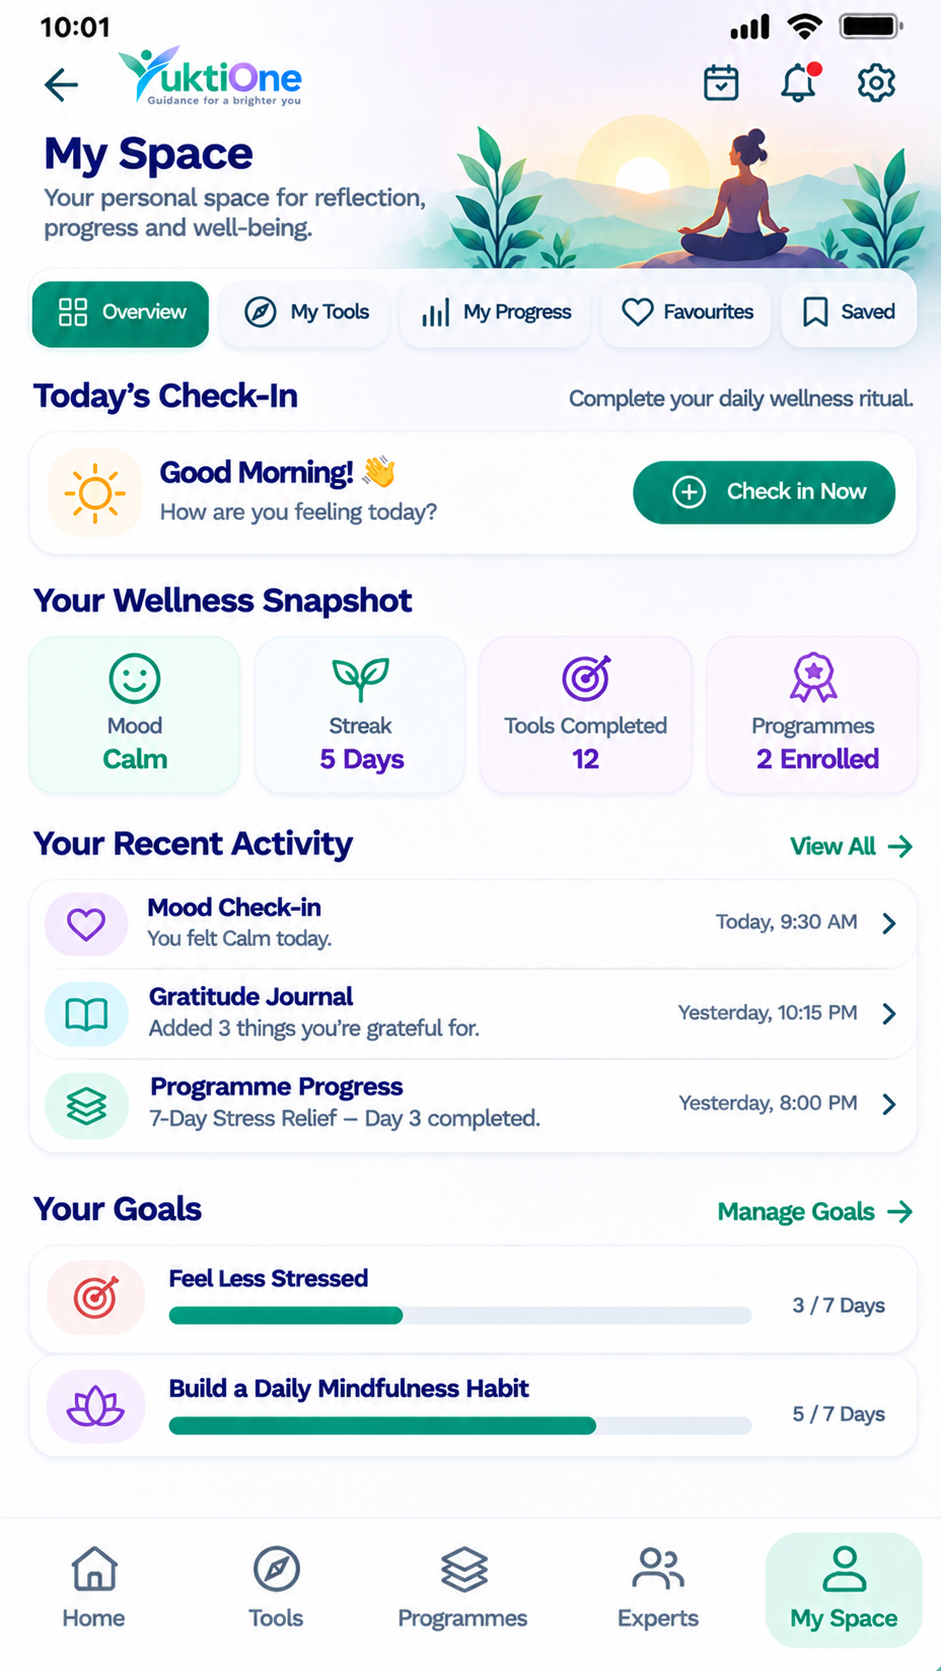 10:01
YuktiOne
Guidance for a brighter you
My Space
Your personal space for reflection,
progress and well-being.
Overview
My Tools
My Progress
Favourites
Saved
Today's Check-In
Complete your daily wellness ritual.
Good Morning! 👋
How are you feeling today?
Check in Now
Your Wellness Snapshot
Mood
Calm
Streak
5 Days
Tools Completed
12
Programmes
2 Enrolled
Your Recent Activity
View All →
Mood Check-in
You felt Calm today.
Today, 9:30 AM
Gratitude Journal
Added 3 things you're grateful for.
Yesterday, 10:15 PM
Programme Progress
7-Day Stress Relief – Day 3 completed.
Yesterday, 8:00 PM
Your Goals
Manage Goals →
Feel Less Stressed
3 / 7 Days
Build a Daily Mindfulness Habit
5 / 7 Days
Home
Tools
Programmes
Experts
My Space